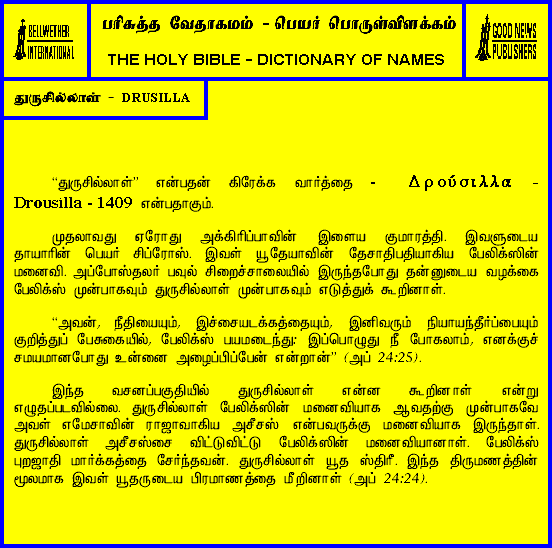 BELLWETHER
INTERNATIONAL
பரிசுத்த வேதாகமம் - பெயர் பொருள்விளக்கம்
THE HOLY BIBLE - DICTIONARY OF NAMES
GOOD NEWS
PUBLISHERS
துருசில்லாள் - DRUSILLA
“துருசில்லாள்” என்பதன் கிரேக்க வார்த்தை - Δρούσιλλα -
Drousilla - 1409 என்பதாகும்.
முதலாவது ஏரோது அக்கிரிப்பாவின் இளைய குமாரத்தி. இவளுடைய
தாயாரின் பெயர் சிப்ரோஸ். இவள் யூதேயாவின் தேசாதிபதியாகிய பேலிக்ஸின்
மனைவி. அப்போஸ்தலர் பவுல் சிறைச்சாலையில் இருந்தபோது தன்னுடைய வழக்கை
பேலிக்ஸ் முன்பாகவும் துருசில்லாள் முன்பாகவும் எடுத்துக் கூறினாள்.
“அவன், நீதியையும், இச்சையடக்கத்தையும், இனிவரும் நியாயந்தீர்ப்பையும்
குறித்துப் பேசுகையில், பேலிக்ஸ் பயமடைந்து: இப்பொழுது நீ போகலாம், எனக்குச்
சமயமானபோது உன்னை அழைப்பிப்பேன் என்றான்” (அப் 24:25).
இந்த வசனப்பகுதியில் துருசில்லாள் என்ன கூறினாள் என்று
எழுதப்படவில்லை. துருசில்லாள் பேலிக்ஸின் மனைவியாக ஆவதற்கு முன்பாகவே
அவள் எமேசாவின் ராஜாவாகிய அசீசஸ் என்பவருக்கு மனைவியாக இருந்தாள்.
துருசில்லாள் அசீசஸ்சை விட்டுவிட்டு பேலிக்ஸின் மனைவியானாள். பேலிக்ஸ்
புறஜாதி மார்க்கத்தை சேர்ந்தவன். துருசில்லாள் யூத ஸ்திரீ. இந்த திருமணத்தின்
மூலமாக இவள் யூதருடைய பிரமாணத்தை மீறினாள் (அப் 24:24).